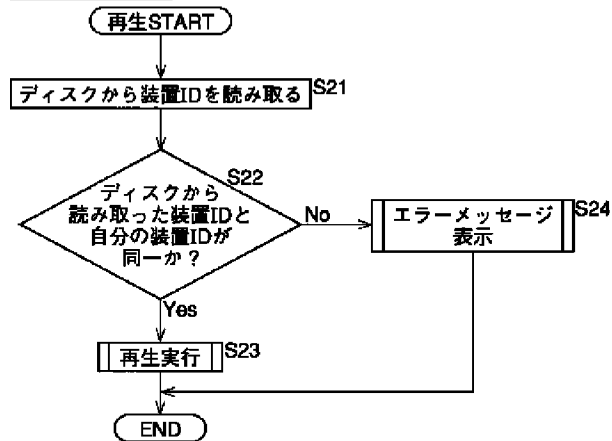 再生START
ディスクから装置IDを読み取る
S21
S22
ディスクから
読み取った装置IDと
自分の装置IDが
同一か？
No
エラーメッセージ
表示
S24
Yes
再生実行
S23
END